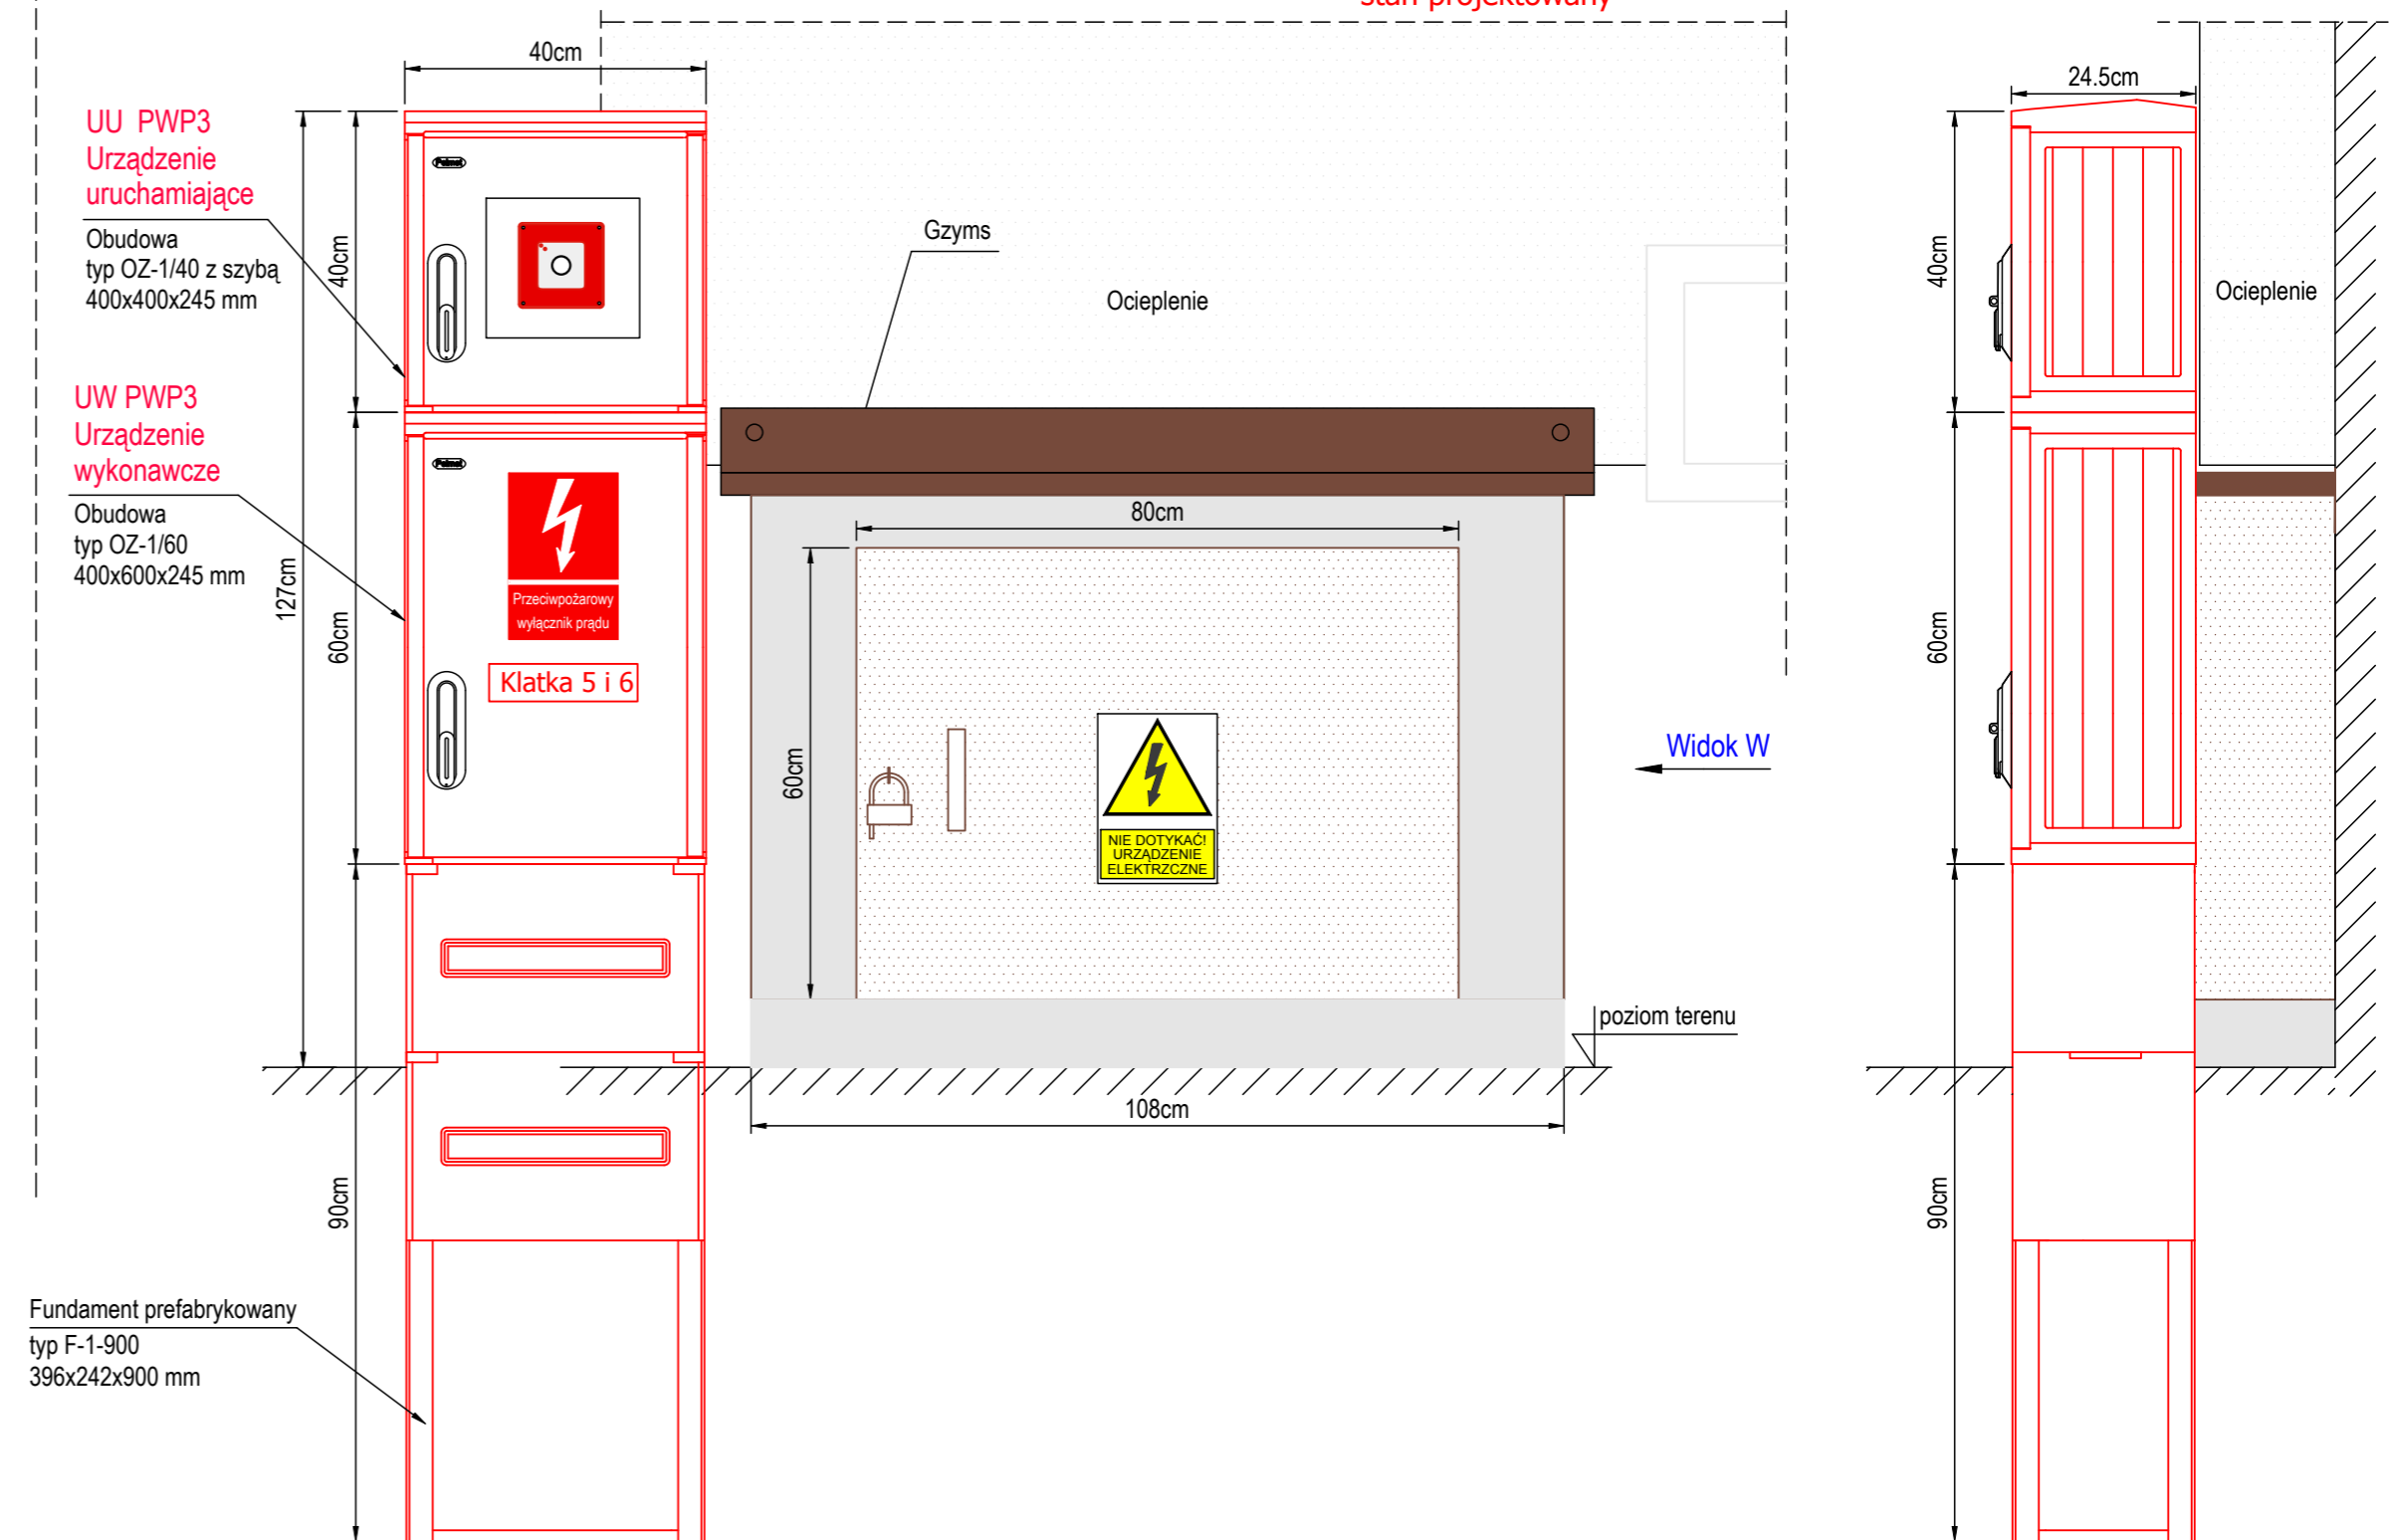 stan projektowany
40cm
24.5cm
UU PWP3
Urządzenie
uruchamiające
Obudowa
typ OZ-1/40 z szybą
400x400x245 mm
40cm
Gzyms
Ocieplenie
40cm
Ocieplenie
UW PWP3
Urządzenie
wykonawcze
Obudowa
typ OZ-1/60
400x600x245 mm
127cm
60cm
Przeciwpożarowy
wyłącznik prądu
Klatka 5 i 6
80cm
60cm
NIE DOTYKAĆ!
URZĄDZENIE
ELEKTRZCZNE
Widok W
60cm
poziom terenu
108cm
90cm
90cm
Fundament prefabrykowany
typ F-1-900
396x242x900 mm